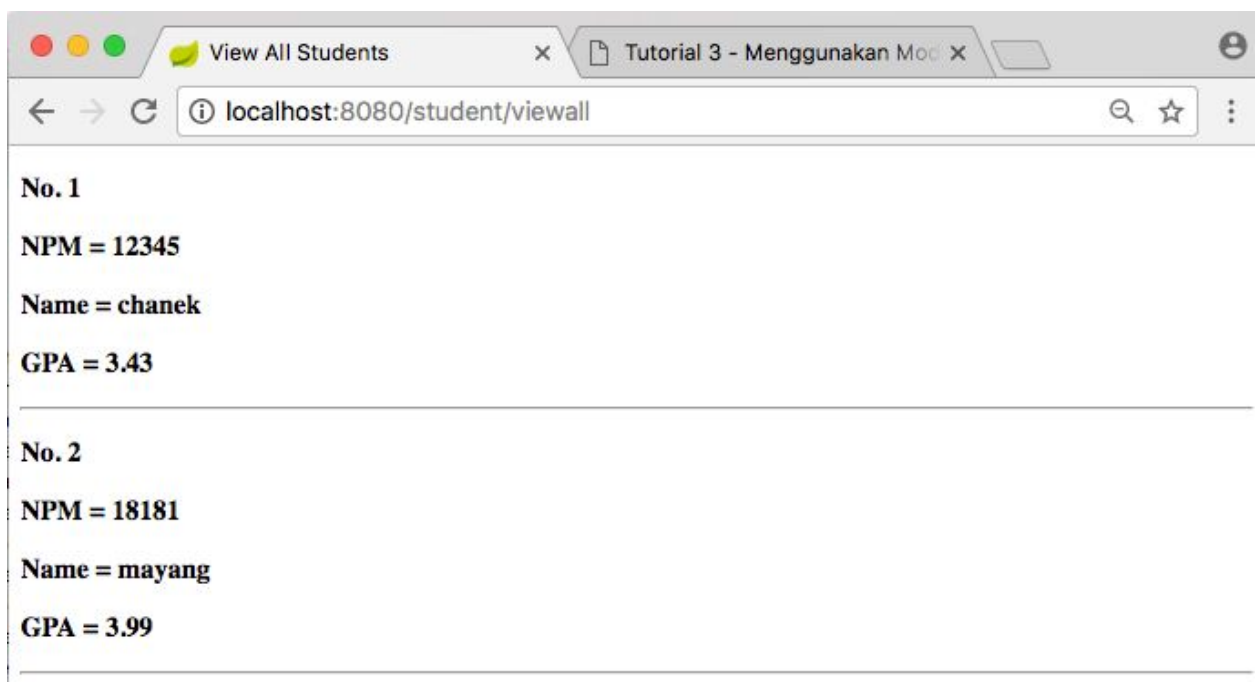 View All Students
Tutorial 3 - Menggunakan Mod
localhost:8080/student/viewall
No. 1
NPM = 12345
Name = chanek
GPA = 3.43
No. 2
NPM = 18181
Name = mayang
GPA = 3.99